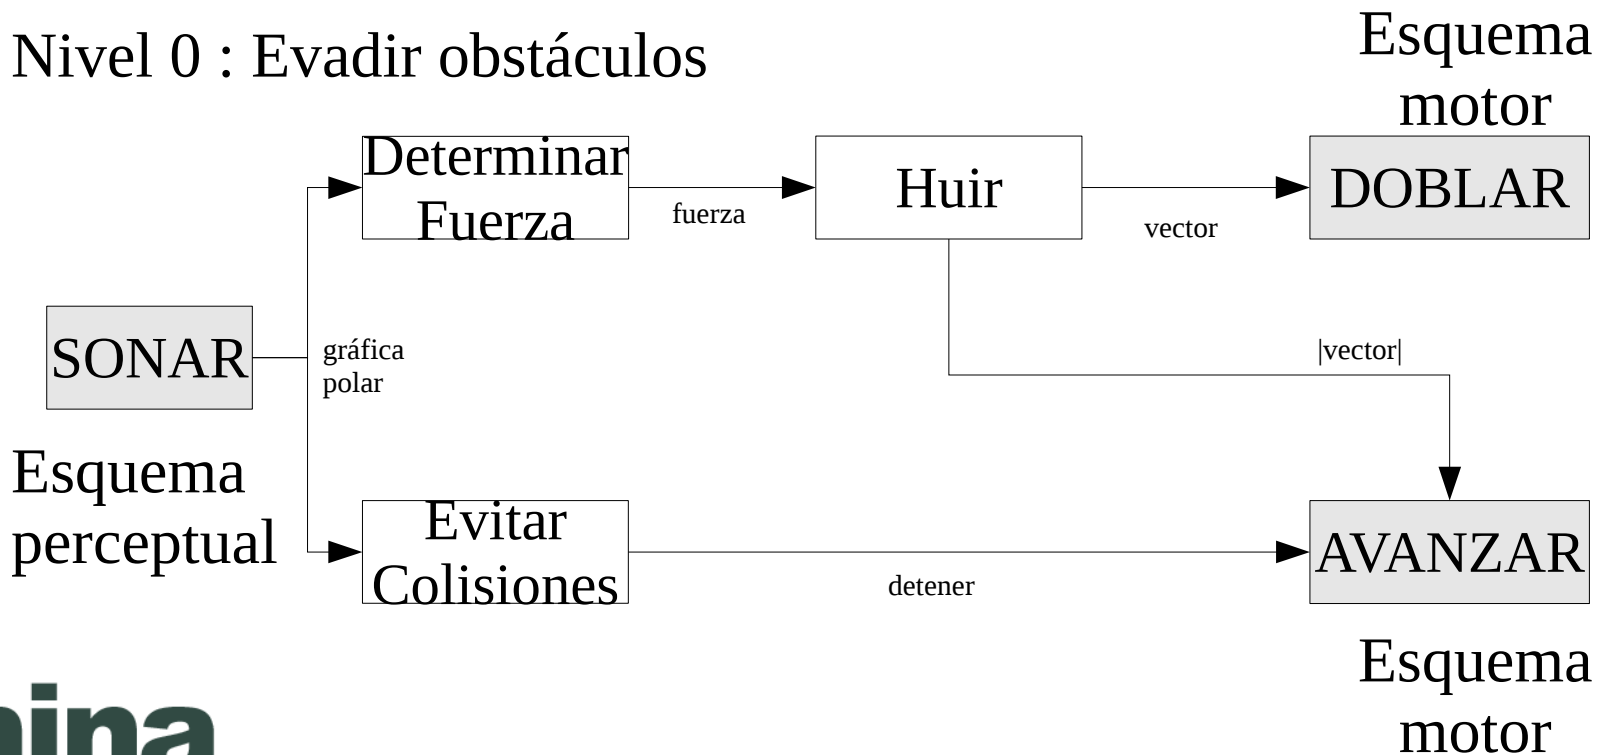 Nivel 0 : Evadir obstáculos
Esquema
motor
Determinar
Fuerza
fuerza
Huir
vector
DOBLAR
SONAR
gráfica
polar
|vector|
Esquema
perceptual
Evitar
Colisiones
detener
AVANZAR
Esquema
motor